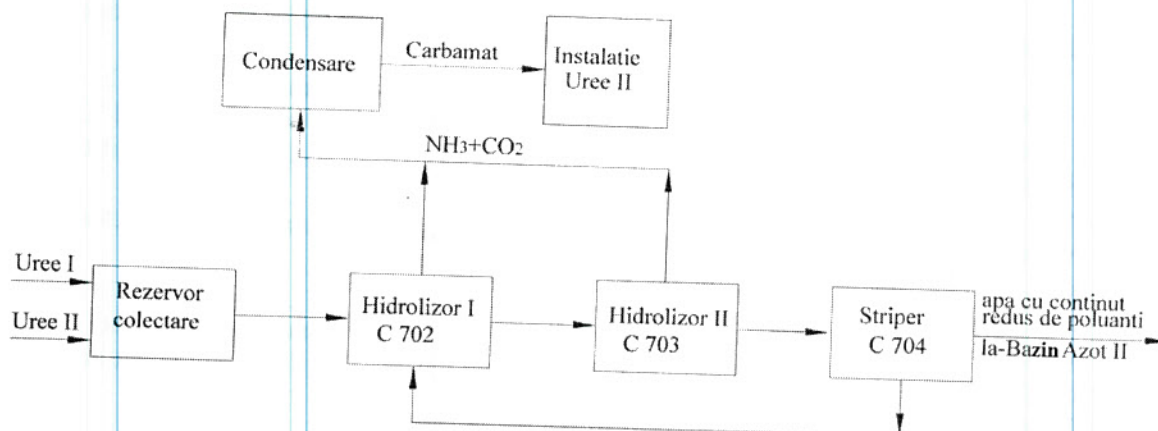 Condensare
Carbamat
Instalatie
Uree II
NH3+CO2
Uree I
Uree II
Rezervor
colectare
Hidrolizor I
C 702
Hidrolizor II
C 703
Striper
C 704
apa cu continut
redus de poluanti
la-Bazin Azot II